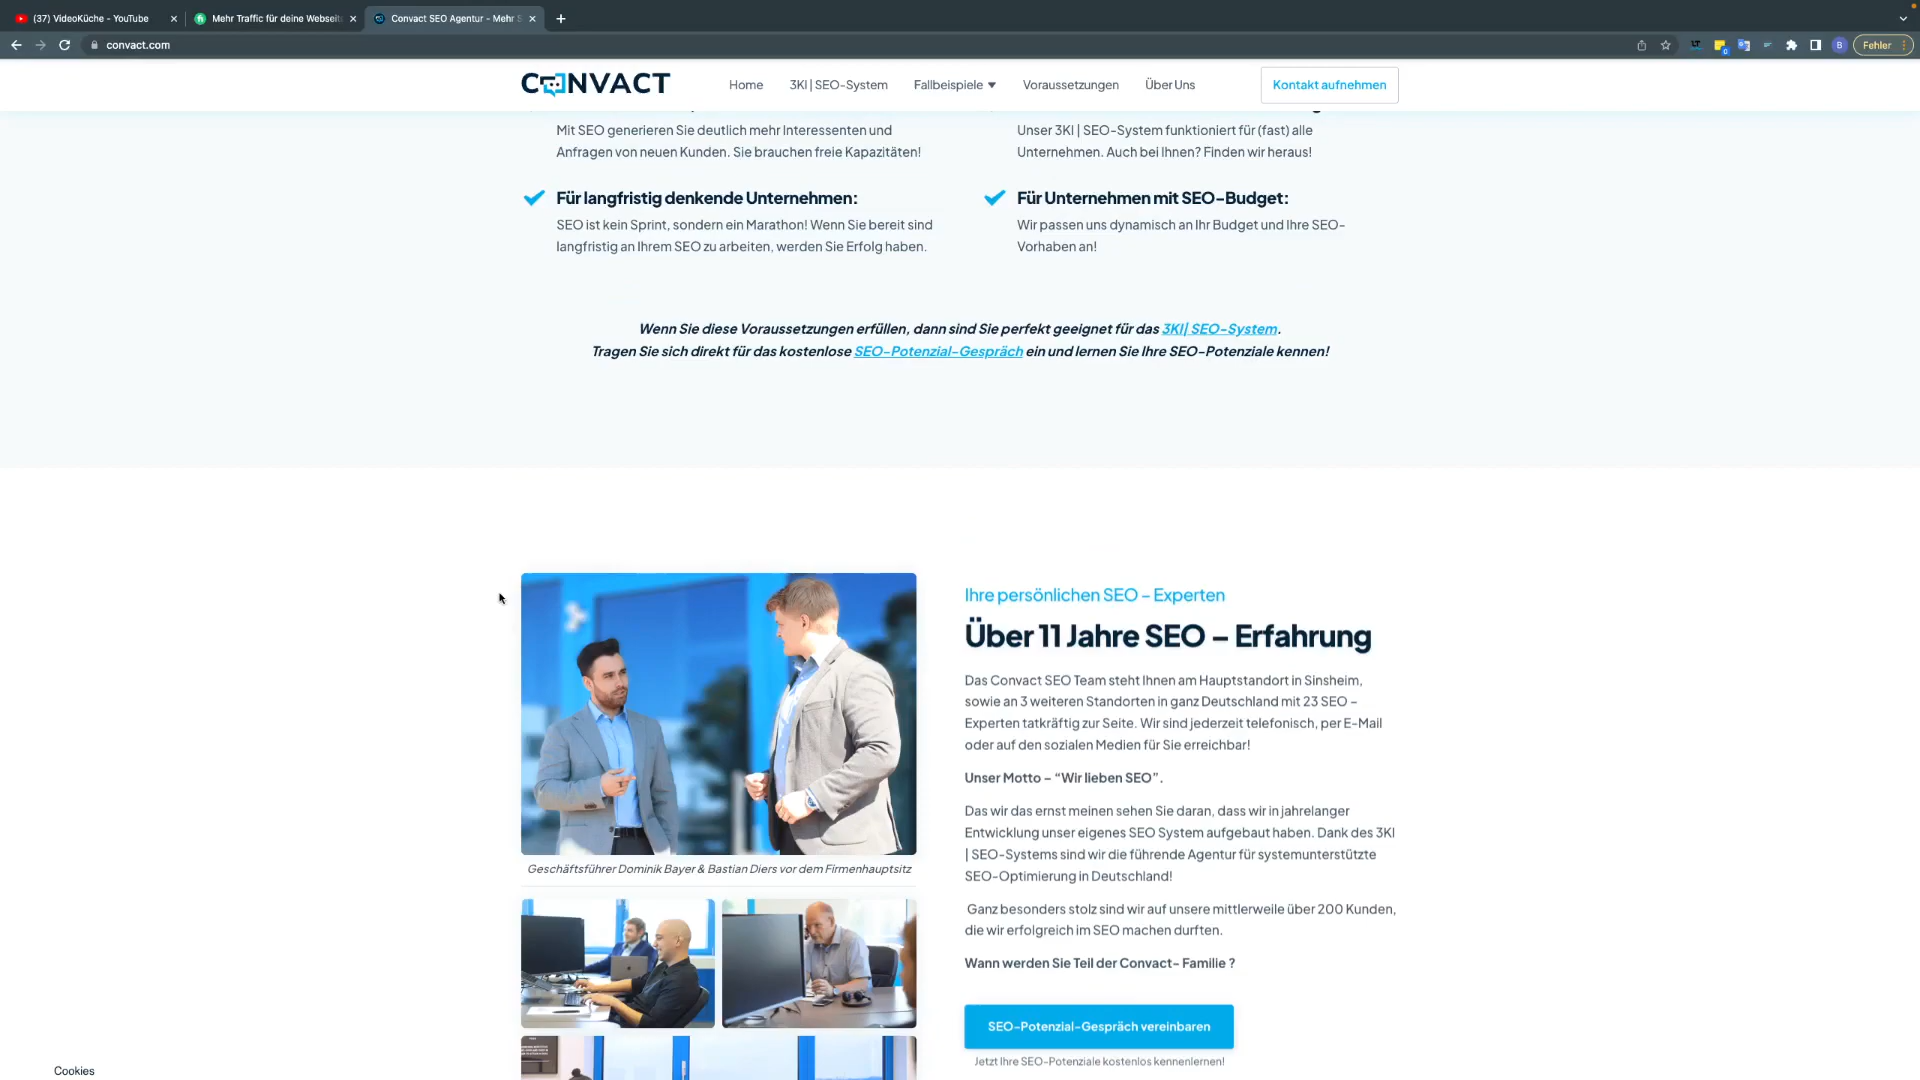 (37) VideoKüche - YouTube
Mehr Traffic für deine Webseit
Convact SEO Agentur - Mehr S
convact.com
Fehler
CONVACT
Home
3KI | SEO-System
Fallbeispiele
Voraussetzungen
Über Uns
Kontakt aufnehmen
Mit SEO generieren Sie deutlich mehr Interessenten und
Anfragen von neuen Kunden. Sie brauchen freie Kapazitäten!
Unser 3KI | SEO-System funktioniert für (fast) alle
Unternehmen. Auch bei Ihnen? Finden wir heraus!
Für langfristig denkende Unternehmen:
SEO ist kein Sprint, sondern ein Marathon! Wenn Sie bereit sind
langfristig an Ihrem SEO zu arbeiten, werden Sie Erfolg haben.
Für Unternehmen mit SEO-Budget:
Wir passen uns dynamisch an Ihr Budget und Ihre SEO-
Vorhaben an!
Wenn Sie diese Voraussetzungen erfüllen, dann sind Sie perfekt geeignet für das 3KI| SEO-System.
Tragen Sie sich direkt für das kostenlose SEO-Potenzial-Gespräch ein und lernen Sie Ihre SEO-Potenziale kennen!
Geschäftsführer Dominik Bayer & Bastian Diers vor dem Firmenhauptsitz
Ihre persönlichen SEO – Experten
Über 11 Jahre SEO – Erfahrung
Das Convact SEO Team steht Ihnen am Hauptstandort in Sinsheim,
sowie an 3 weiteren Standorten in ganz Deutschland mit 23 SEO –
Experten tatkräftig zur Seite. Wir sind jederzeit telefonisch, per E-Mail
oder auf den sozialen Medien für Sie erreichbar!
Unser Motto – “Wir lieben SEO”.
Das wir das ernst meinen sehen Sie daran, dass wir in jahrelanger
Entwicklung unser eigenes SEO System aufgebaut haben. Dank des 3KI
| SEO-Systems sind wir die führende Agentur für systemunterstützte
SEO-Optimierung in Deutschland!
Ganz besonders stolz sind wir auf unsere mittlerweile über 200 Kunden,
die wir erfolgreich im SEO machen durften.
Wann werden Sie Teil der Convact- Familie ?
SEO-Potenzial-Gespräch vereinbaren
Jetzt Ihre SEO-Potenziale kostenlos kennenlernen!
Cookies